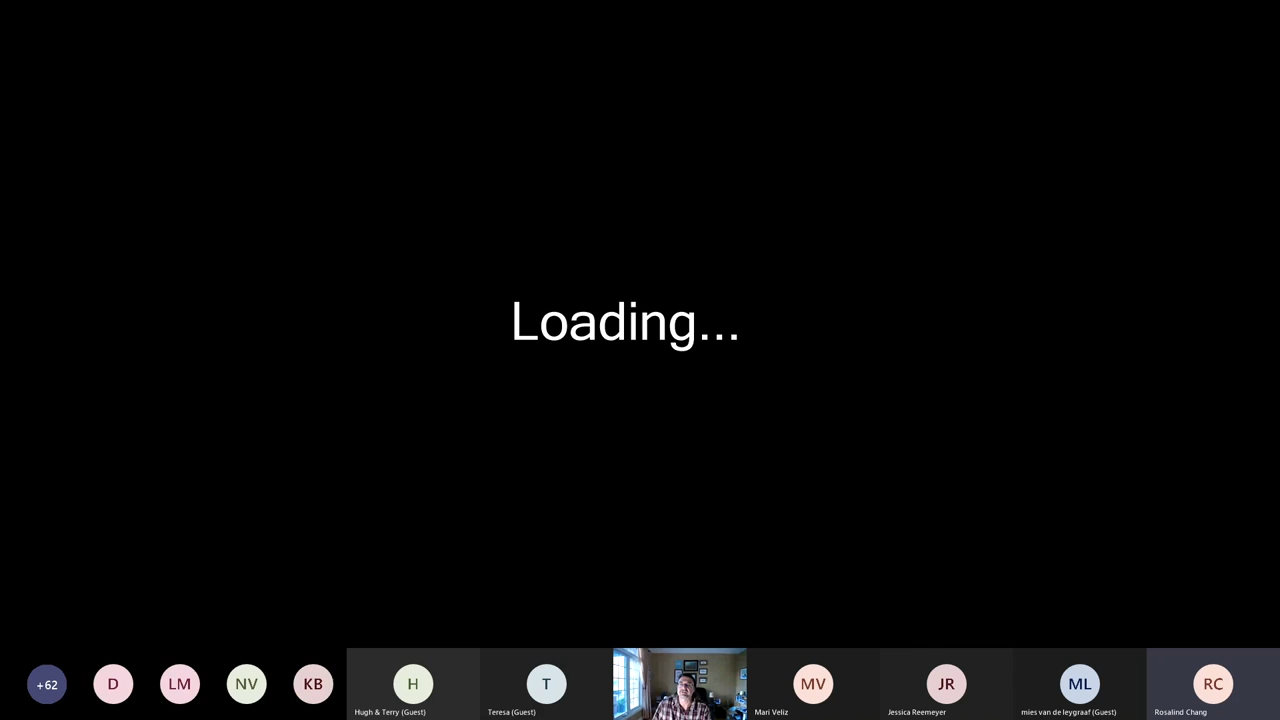 Loading...
+62
D
LM
NV
KB
H
Hugh & Terry (Guest)
T
Teresa (Guest)
MV
Mari Veliz
JR
Jessica Reemeyer
ML
mies van de leygraaf (Guest)
RC
Rosalind Chang